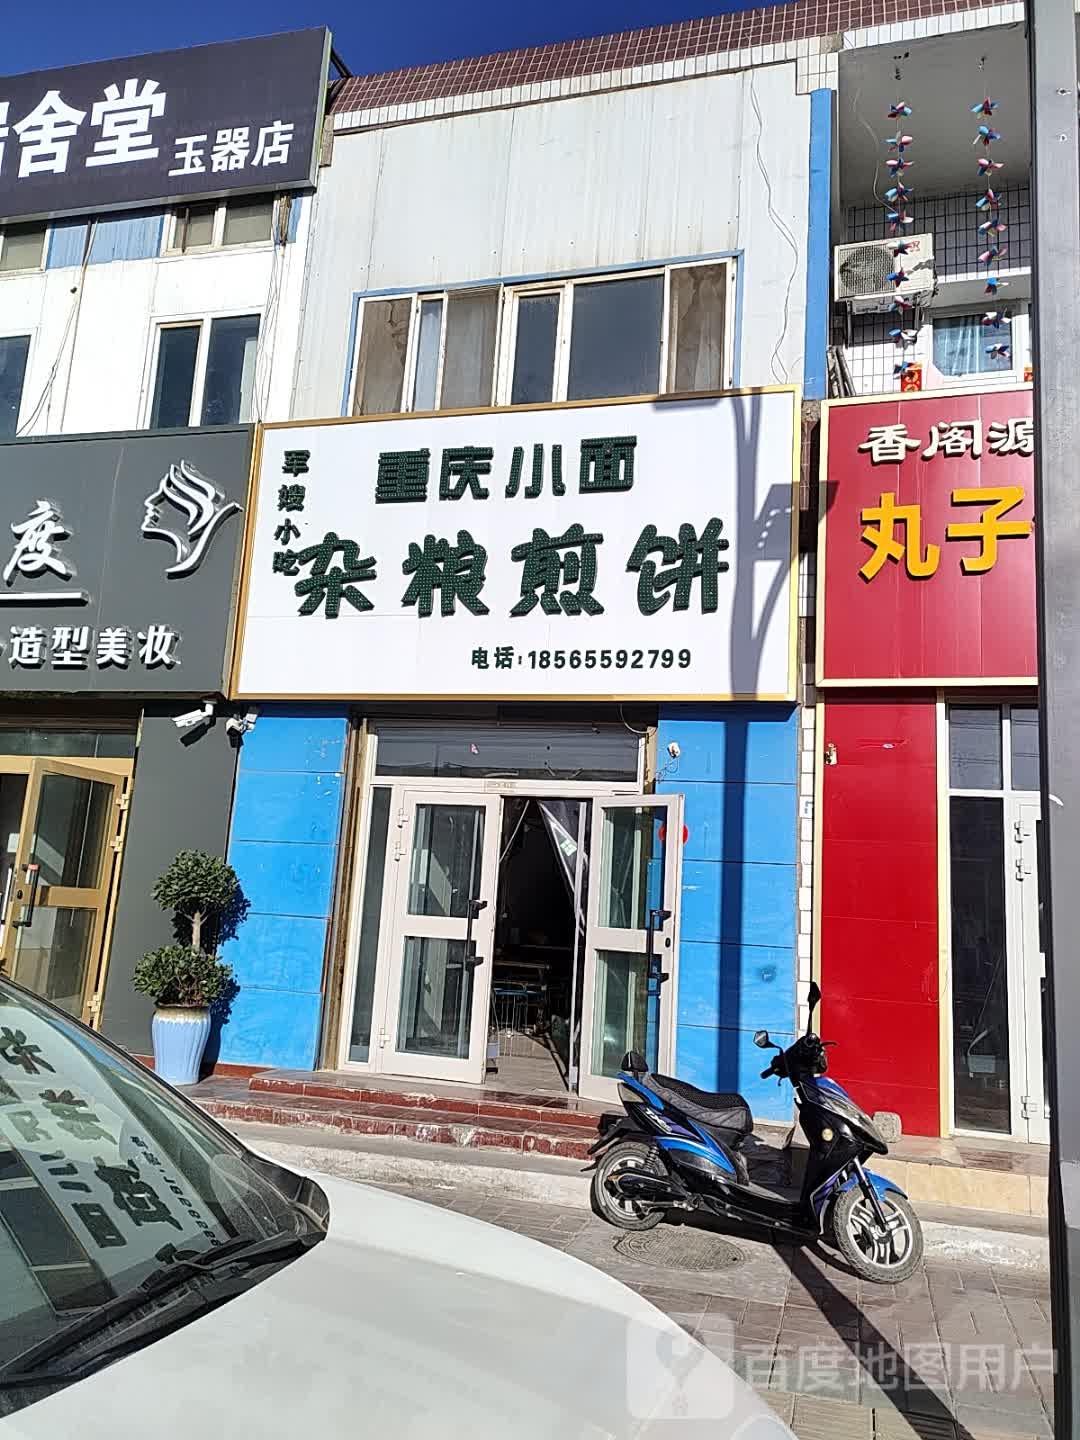 舍堂
玉器店
度
造型美妆
军嫂小吃
重庆小面
杂粮煎饼
电话:18565592799
香阁源
丸子
百度地图用户